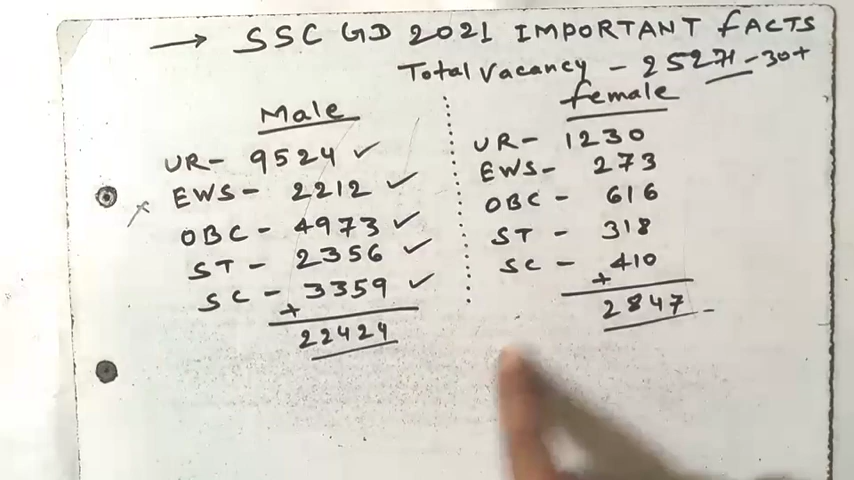 → SSC GD 2021 IMPORTANT FACTS
Total Vacancy - 25271 - 30+
Male
UR- 9524 ✓
EWS- 2212 ✓
OBC- 4973 ✓
ST- 2356 ✓
SC- 3359 ✓
+
22424
female
UR- 1230
EWS- 273
OBC - 616
ST - 318
SC - 410
+
2847 -